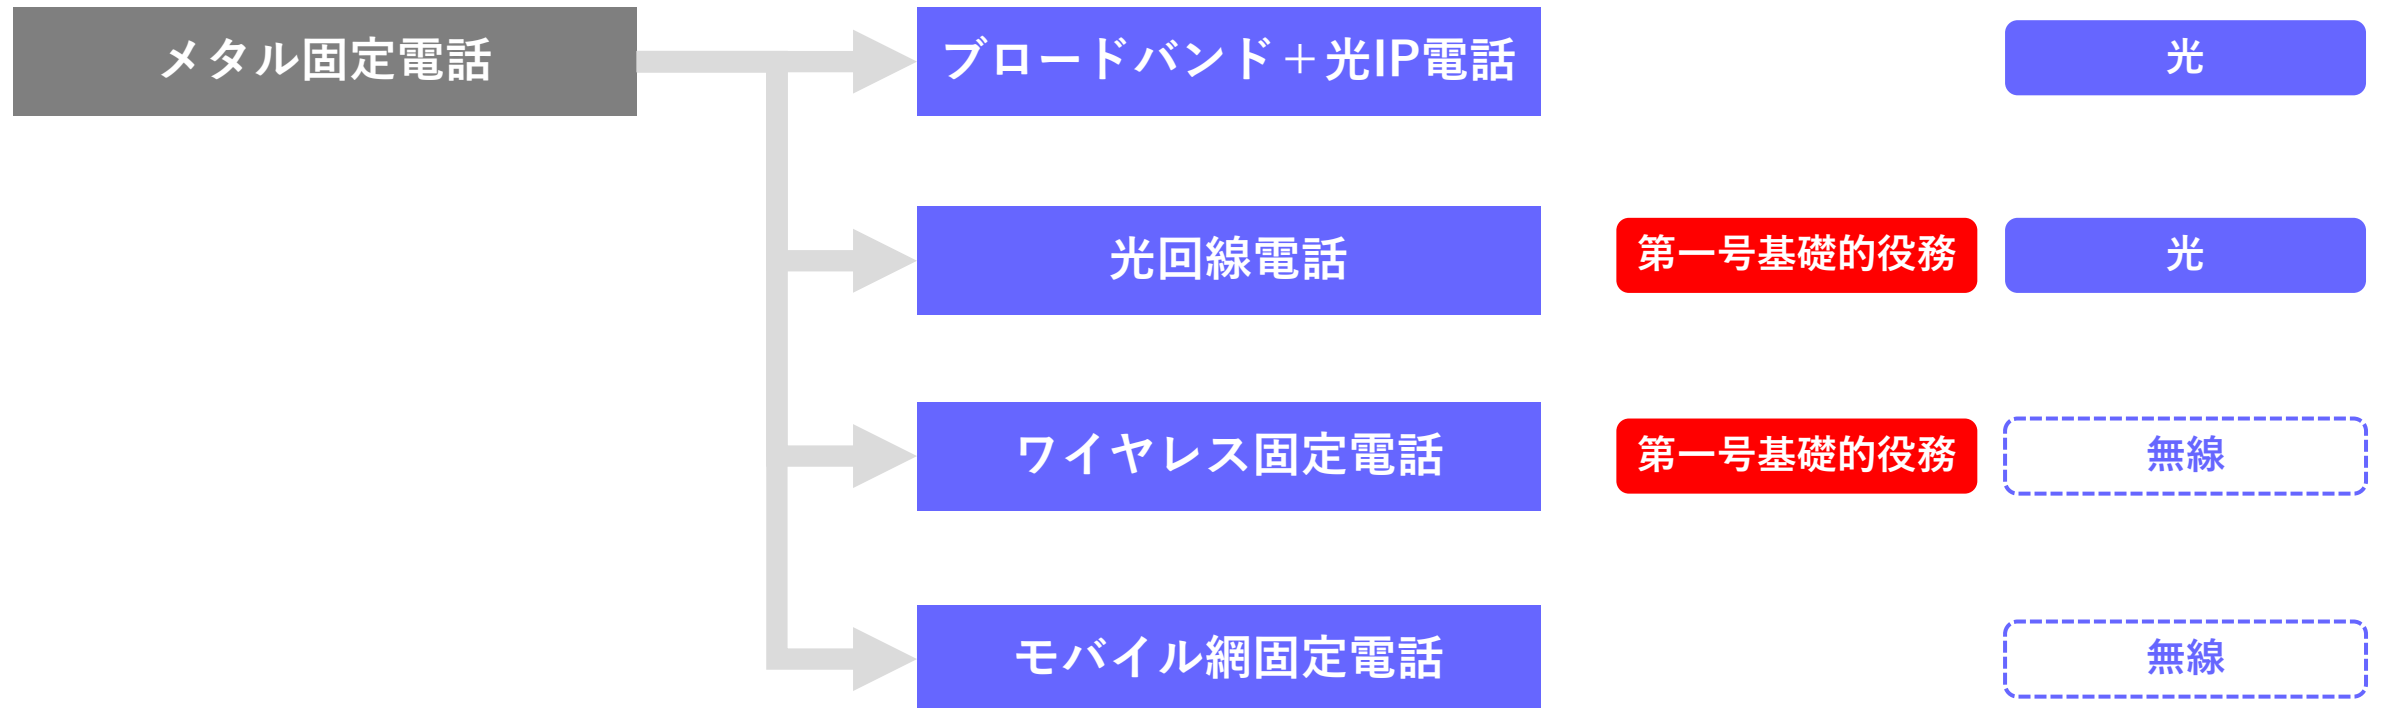 メタル固定電話
ブロードバンド＋光IP電話
光
光回線電話
第一号基礎的役務
光
ワイヤレス固定電話
第一号基礎的役務
無線
モバイル網固定電話
無線